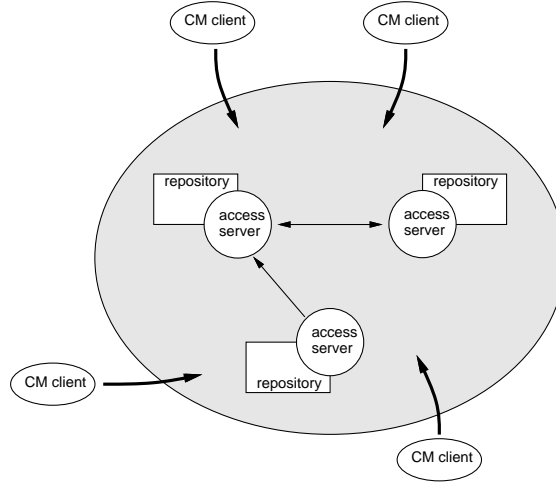 CM client
CM client
repository
repository
access
server
access
server
access
server
repository
CM client
CM client